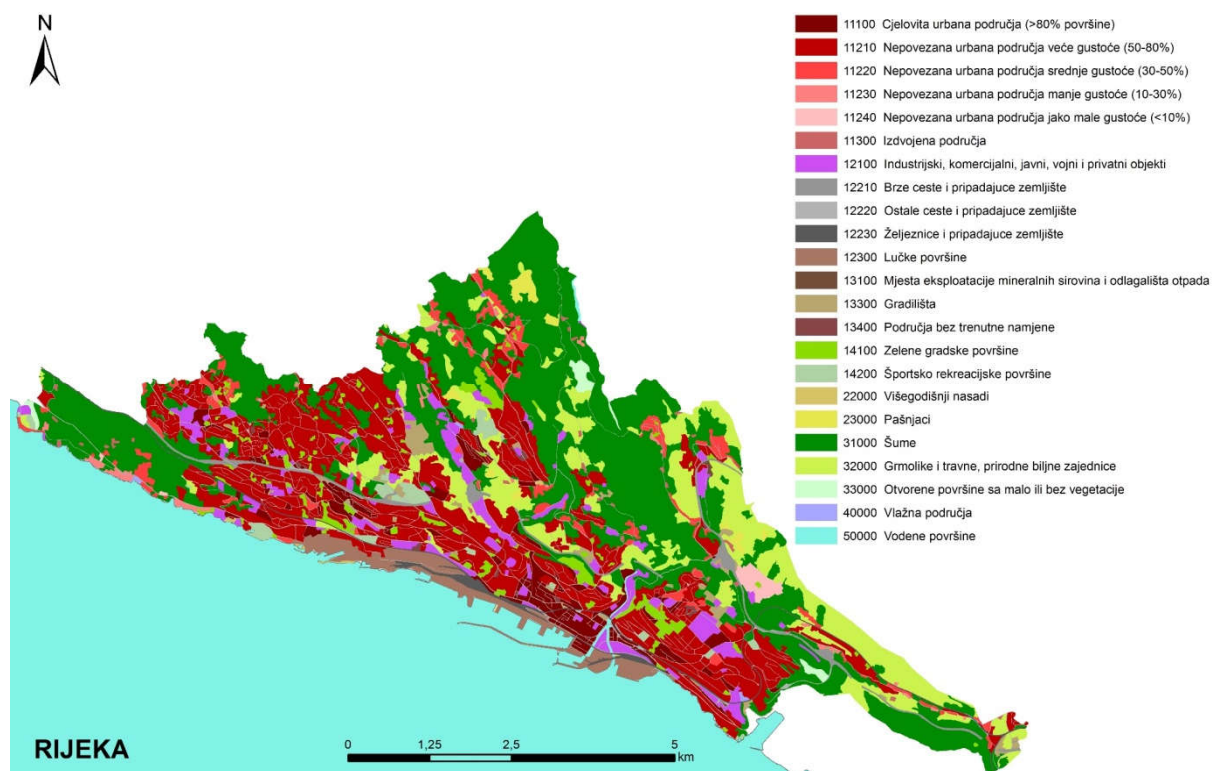 N
11100 Cjelovita urbana područja (>80% površine)
11210 Nepovezana urbana područja veće gustoće (50-80%)
11220 Nepovezana urbana područja srednje gustoće (30-50%)
11230 Nepovezana urbana područja manje gustoće (10-30%)
11240 Nepovezana urbana područja jako male gustoće (<10%)
11300 Izdvojena područja
12100 Industrijski, komercijalni, javni, vojni i privatni objekti
12210 Brze ceste i pripadajuce zemljište
12220 Ostale ceste i pripadajuce zemljište
12230 Željeznice i pripadajuce zemljište
12300 Lučke površine
13100 Mjesta eksploatacije mineralnih sirovina i odlagališta otpada
13300 Gradilišta
13400 Područja bez trenutne namjene
14100 Zelene gradske površine
14200 Športsko rekreacijske površine
22000 Višegodišnji nasadi
23000 Pašnjaci
31000 Šume
32000 Grmolike i travne, prirodne biljne zajednice
33000 Otvorene površine sa malo ili bez vegetacije
40000 Vlažna područja
50000 Vodene površine
RIJEKA
0 1,25 2,5 5
km